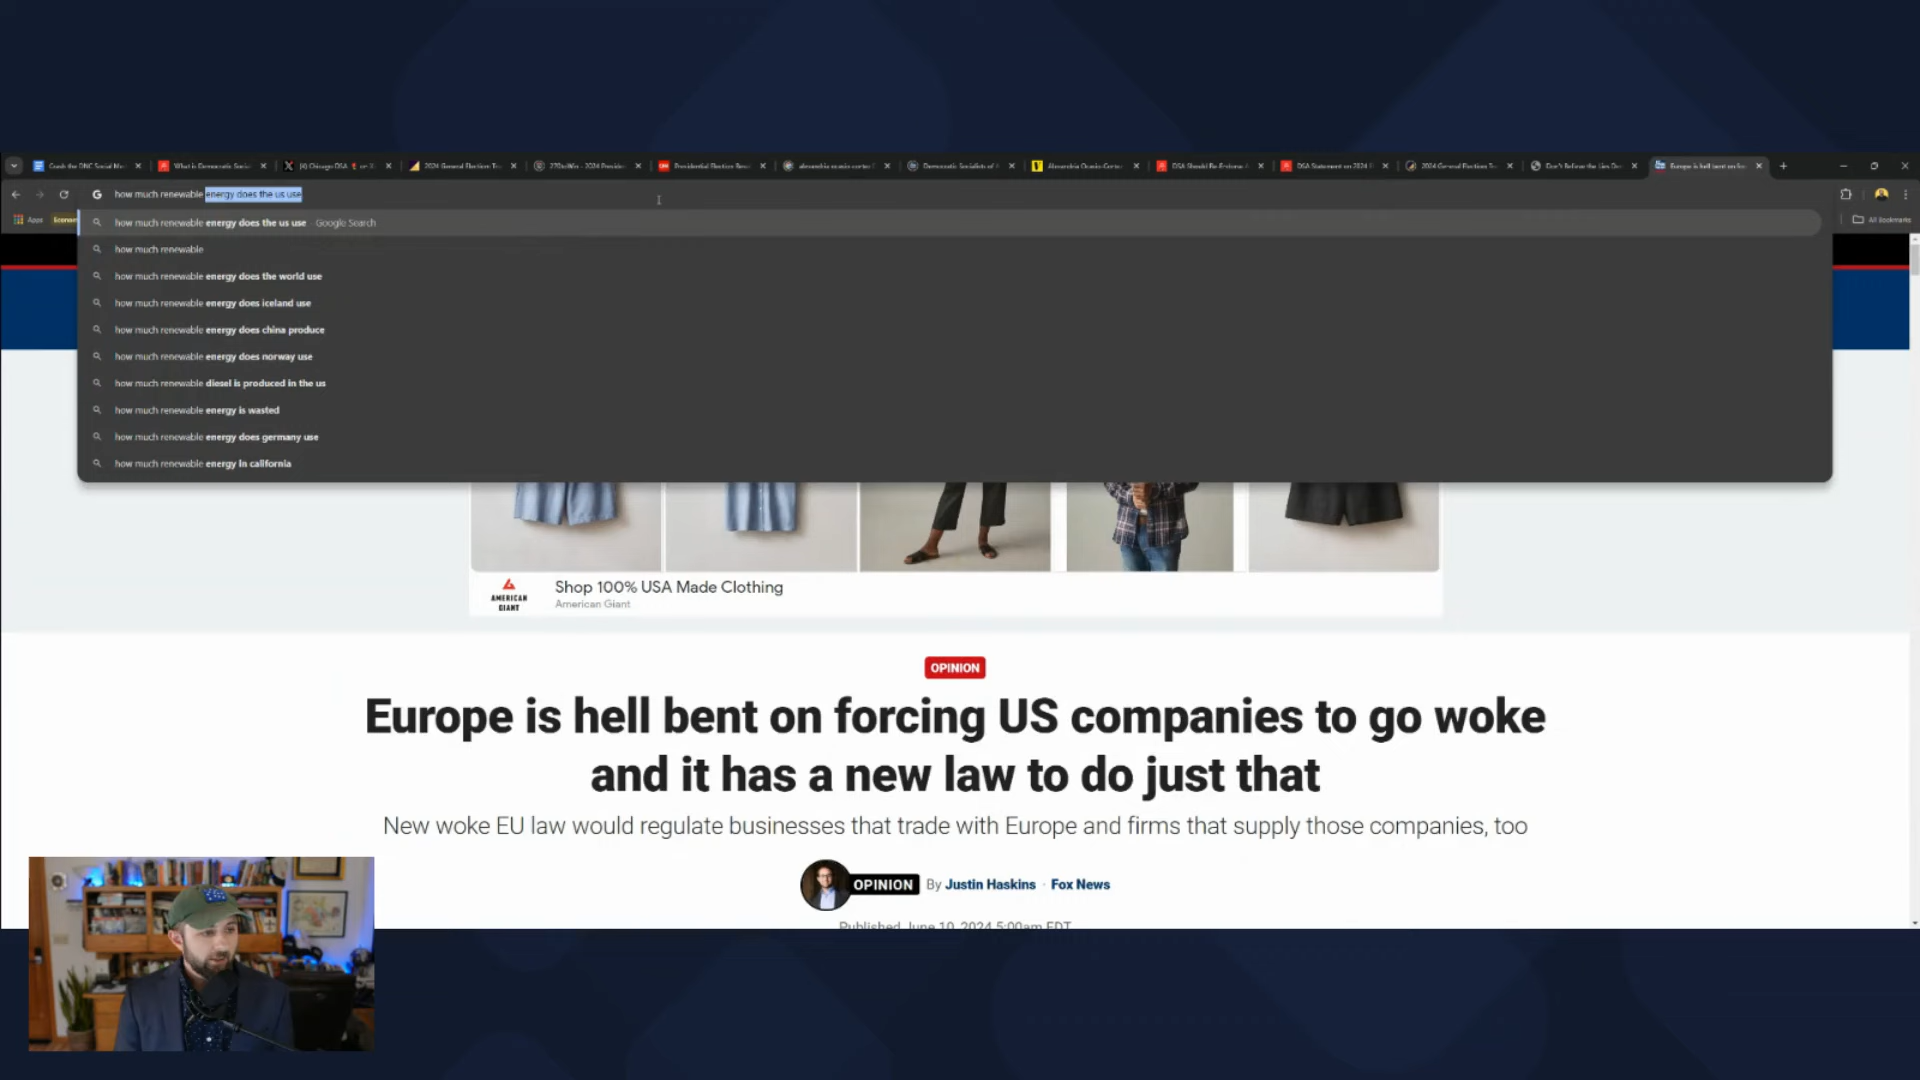 Crash the DNC Social Me
What is Democratic Social
(4) Chicago DSA
2024 General Election: Tr
270toWin - 2024 Preside
Presidential Election
alexandria ocasio cortez
Democratic Socialists of A
Alexandria Ocasio-Cortez
DSA Should Re-Endorse A
DSA Statement on 2024
2024 General Election: Tr
Don't Believe the Lies
Europe is hell bent on for
how much renewable energy does the us use
Apps
Econom
All Bookmarks
how much renewable energy does the us use - Google Search
how much renewable
how much renewable energy does the world use
how much renewable energy does iceland use
how much renewable energy does china produce
how much renewable energy does norway use
how much renewable diesel is produced in the us
how much renewable energy is wasted
how much renewable energy does germany use
how much renewable energy in california
AMERICAN
GIANT
Shop 100% USA Made Clothing
American Giant
OPINION
Europe is hell bent on forcing US companies to go woke
and it has a new law to do just that
New woke EU law would regulate businesses that trade with Europe and firms that supply those companies, too
OPINION By Justin Haskins · Fox News
Published June 10, 2024 5:00am EDT